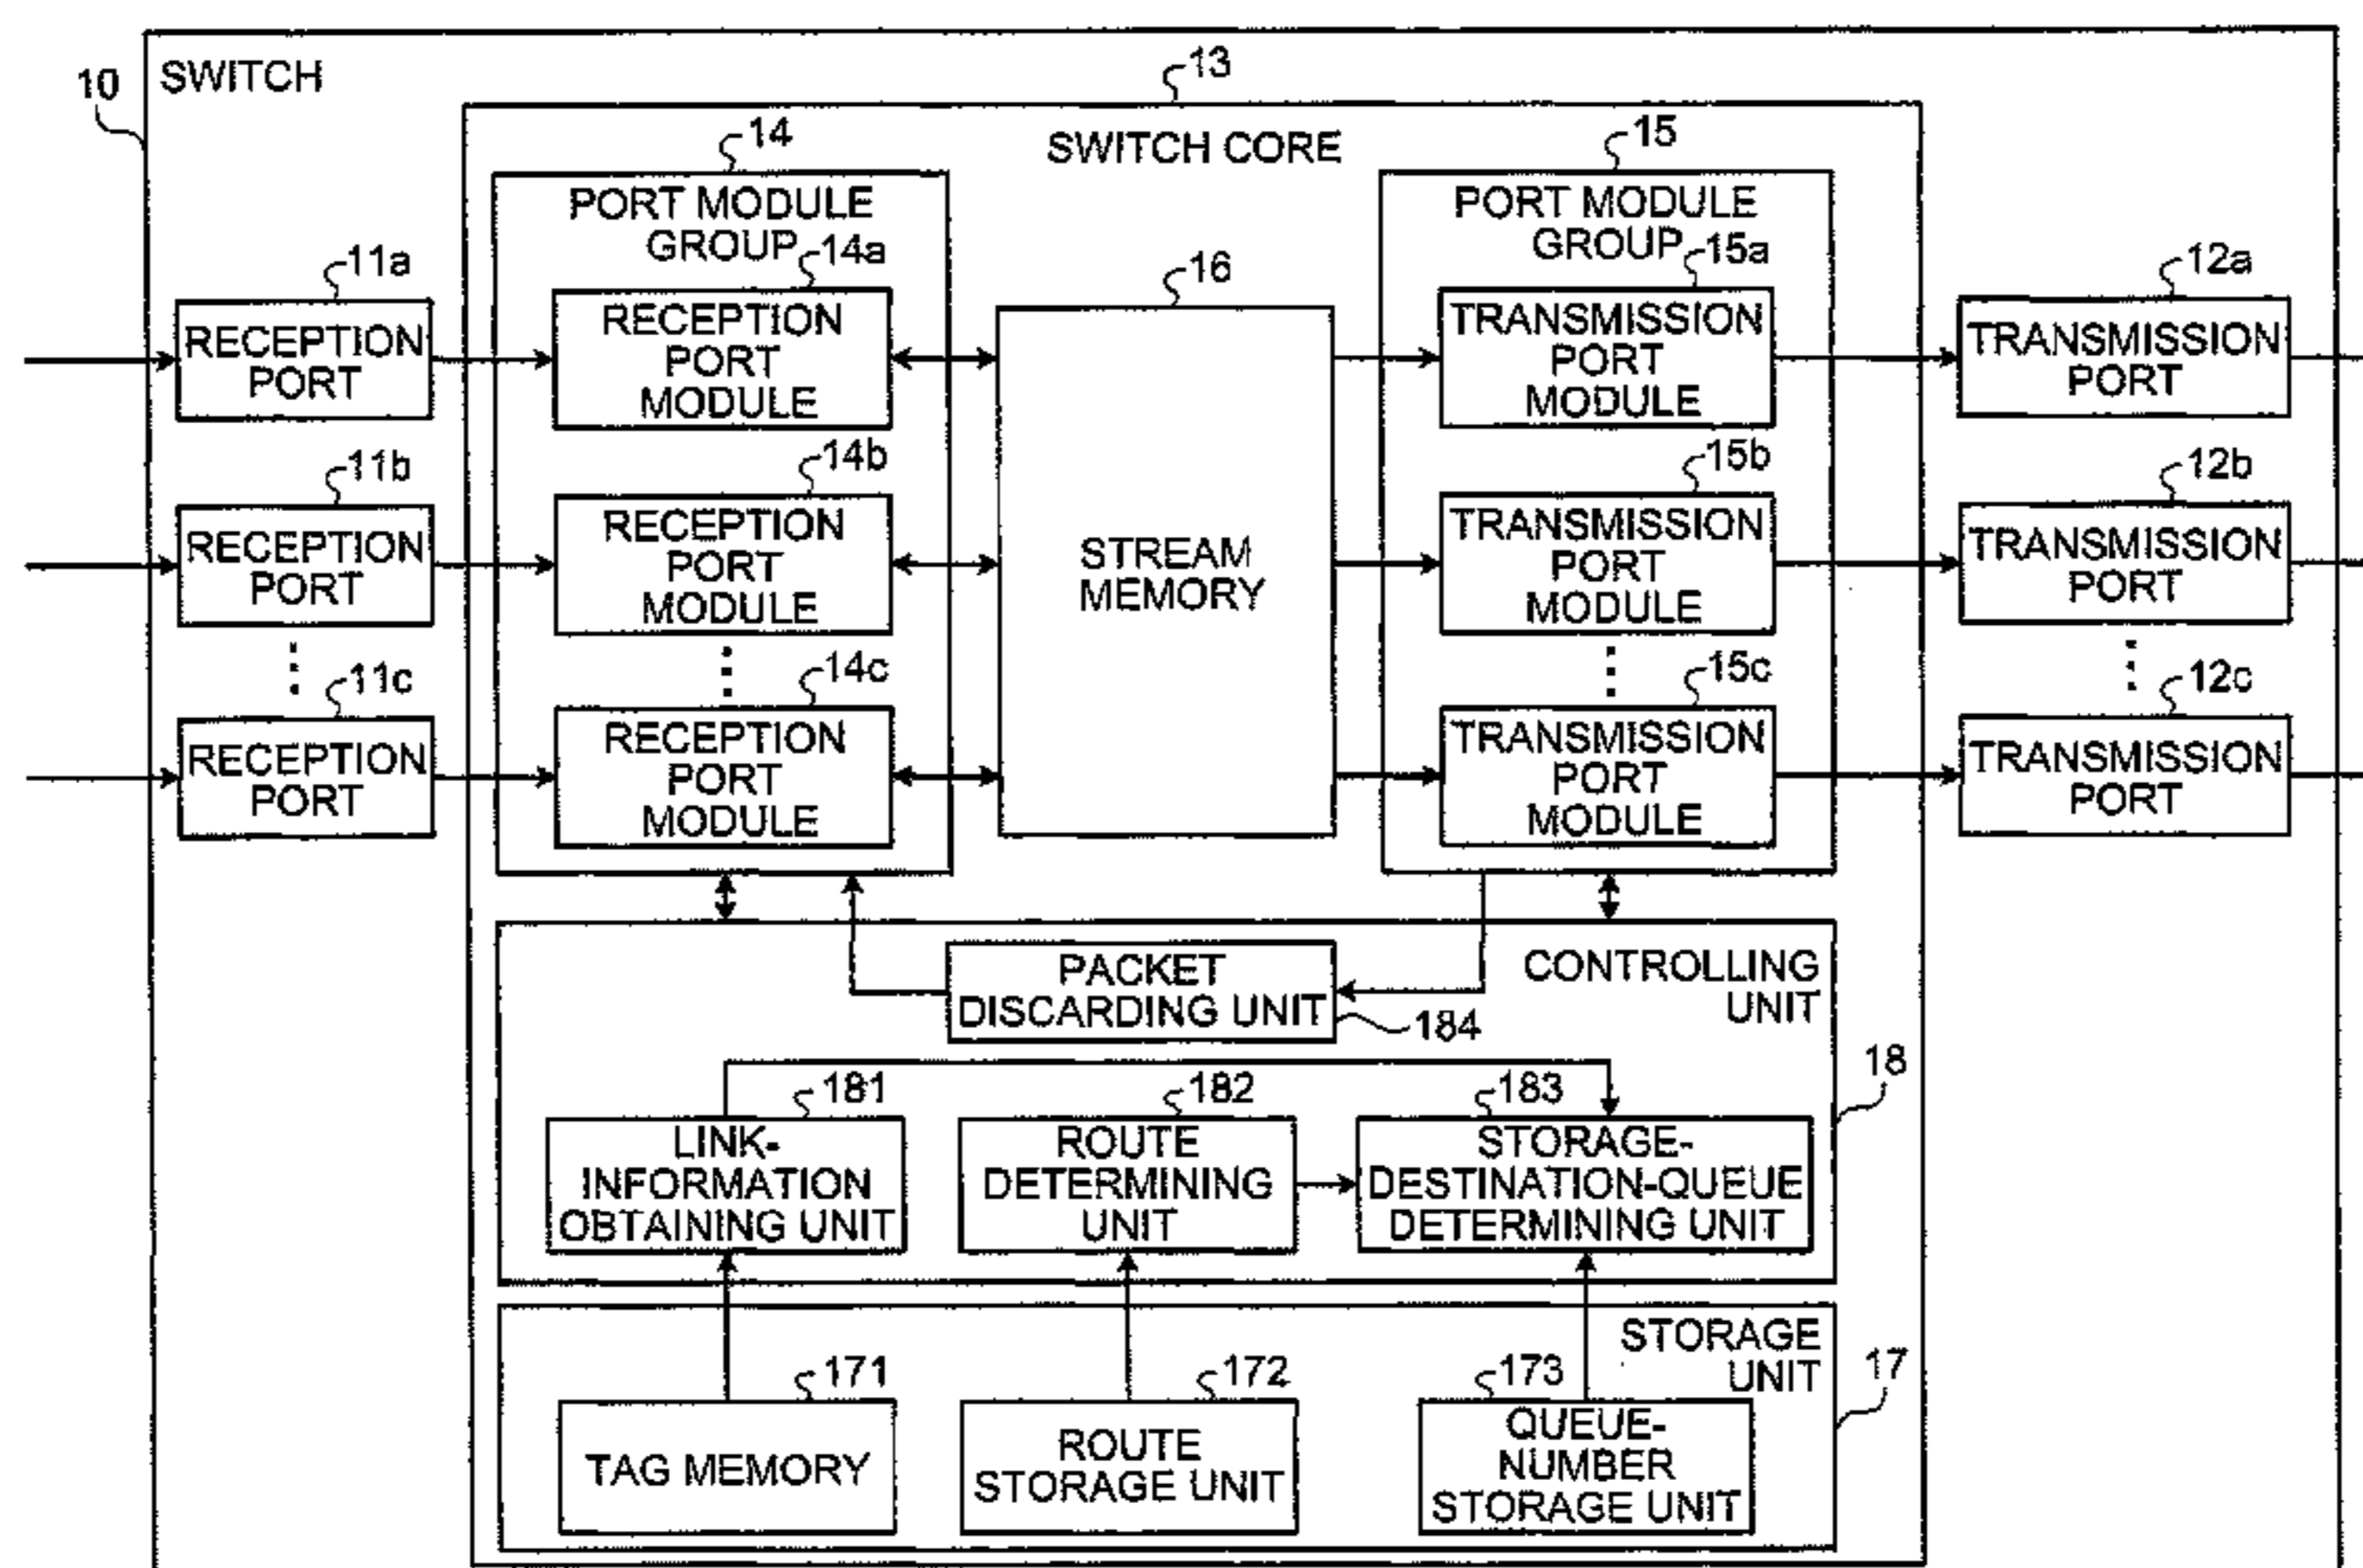 10
SWITCH
13
SWITCH CORE
14
PORT MODULE
GROUP
15
PORT MODULE
GROUP
11a
RECEPTION
PORT
14a
RECEPTION
PORT
MODULE
16
STREAM
MEMORY
15a
TRANSMISSION
PORT
MODULE
12a
TRANSMISSION
PORT
11b
RECEPTION
PORT
14b
RECEPTION
PORT
MODULE
15b
TRANSMISSION
PORT
MODULE
12b
TRANSMISSION
PORT
11c
RECEPTION
PORT
14c
RECEPTION
PORT
MODULE
15c
TRANSMISSION
PORT
MODULE
12c
TRANSMISSION
PORT
CONTROLLING
UNIT
18
PACKET
DISCARDING UNIT
184
181
LINK-
INFORMATION
OBTAINING UNIT
182
ROUTE
DETERMINING
UNIT
183
STORAGE-
DESTINATION-QUEUE
DETERMINING UNIT
STORAGE
UNIT
17
171
TAG MEMORY
172
ROUTE
STORAGE UNIT
173
QUEUE-
NUMBER
STORAGE UNIT